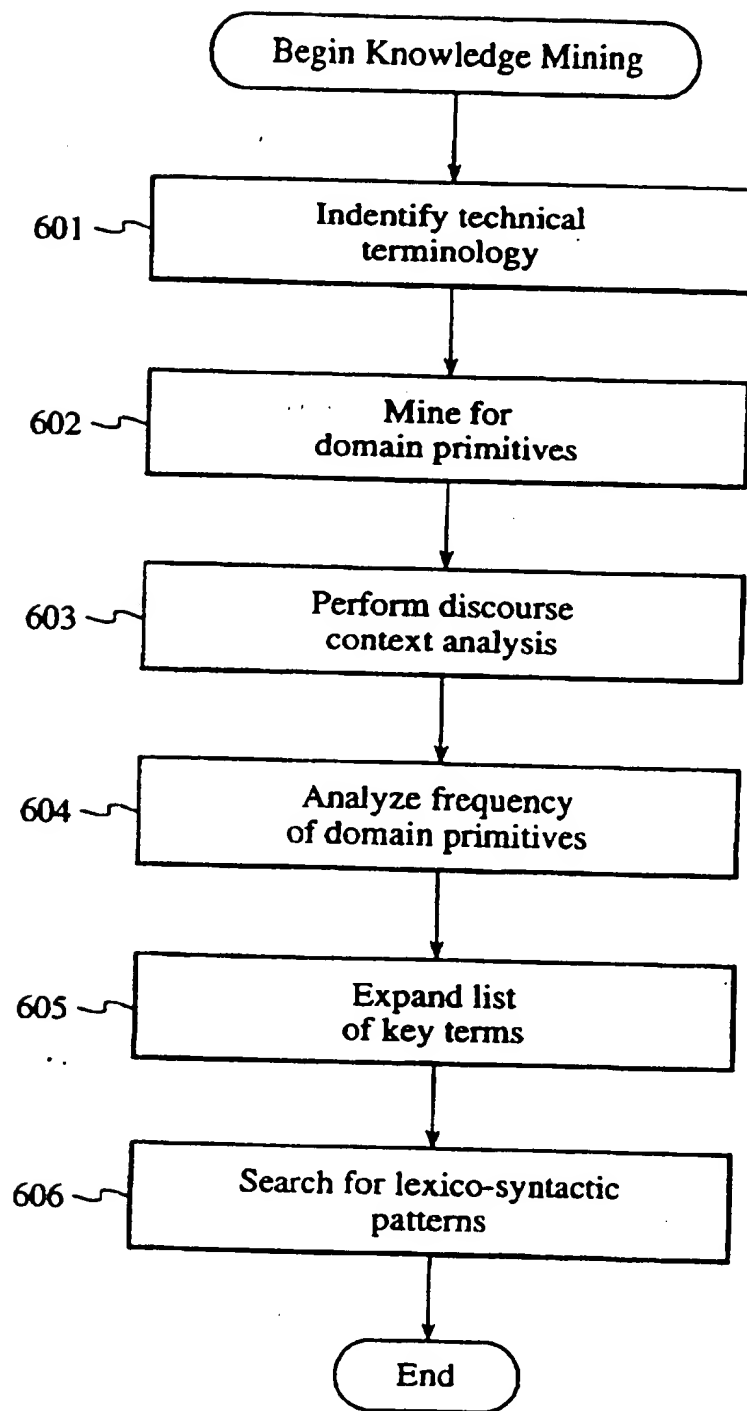 Begin Knowledge Mining
601
Indentify technical
terminology
602
Mine for
domain primitives
603
Perform discourse
context analysis
604
Analyze frequency
of domain primitives
605
Expand list
of key terms
606
Search for lexico-syntactic
patterns
End